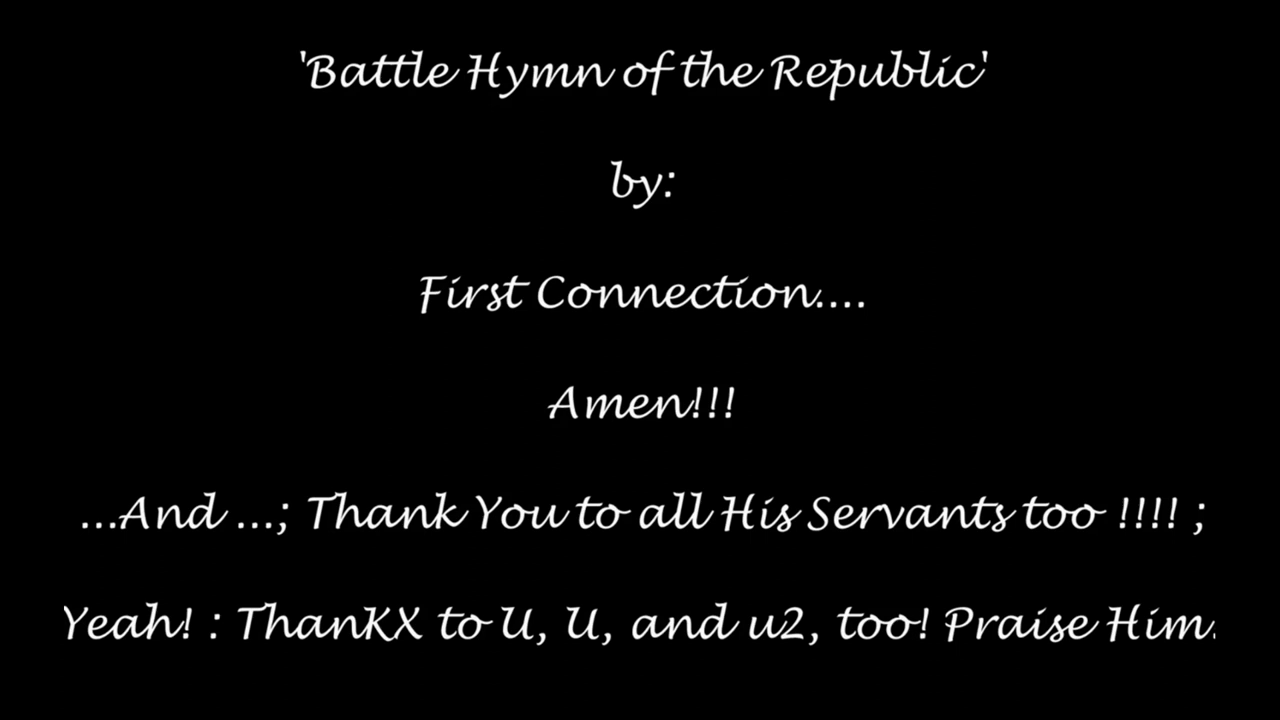 'Battle Hymn of the Republic'
by:
First Connection....
Amen!!!
...And ...; Thank You to all His Servants too !!!! ;
Yeah! : ThanKX to U, U, and u2, too! Praise Him.